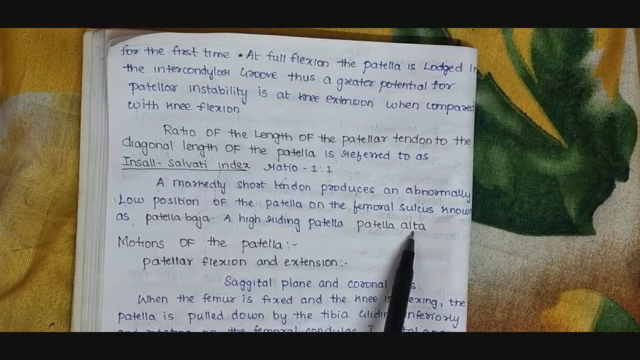 for the first time • At full flexion the patella is Lodged in
the intercondylar Groove thus a greater potential for
patellar instability is at knee extension when compared
with knee flexion
Ratio of the Length of the patellar tendon to the
diagonal length of the patella is referred to as
Insall-salvati index ratio - 1:1
A markedly short tendon produces an abnormally
Low position of the patella on the femoral sulcus known
as patella baja A high riding patella patella alta
Motions of the patella:-
patellar flexion and extension:-
Saggital plane and coronal
When the femur is fixed and the knee is flexing, the
patella is pulled down by the tibia Gliding inferiorly